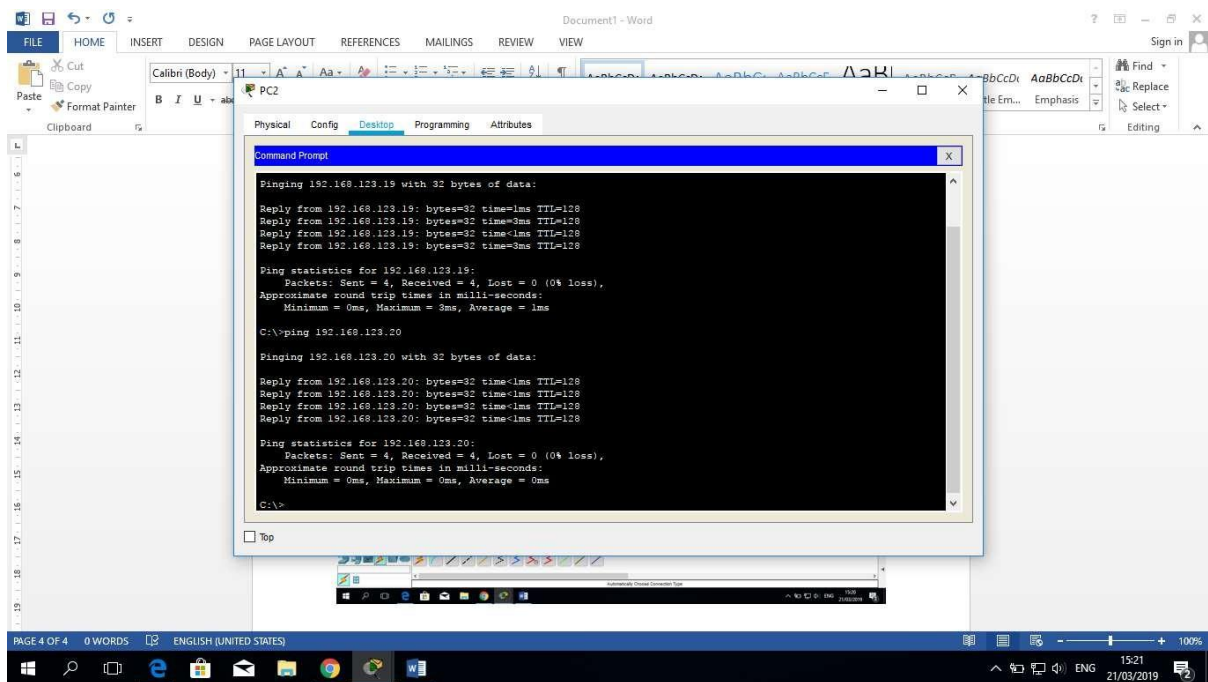 Document1 - Word
Sign in
FILE HOME INSERT DESIGN PAGE LAYOUT REFERENCES MAILINGS REVIEW VIEW
Cut
Copy
Format Painter
Paste
Clipboard
Calibri (Body) 11
B I U
Find
Replace
Select
Editing
AaBbCcDc
Emphasis
PC2
Physical Config Desktop Programming Attributes
Command Prompt
X
Pinging 192.168.123.19 with 32 bytes of data:
Reply from 192.168.123.19: bytes=32 time=1ms TTL=128
Reply from 192.168.123.19: bytes=32 time=3ms TTL=128
Reply from 192.168.123.19: bytes=32 time<1ms TTL=128
Reply from 192.168.123.19: bytes=32 time=3ms TTL=128
Ping statistics for 192.168.123.19:
Packets: Sent = 4, Received = 4, Lost = 0 (0% loss),
Approximate round trip times in milli-seconds:
Minimum = 0ms, Maximum = 3ms, Average = 1ms
C:\>ping 192.168.123.20
Pinging 192.168.123.20 with 32 bytes of data:
Reply from 192.168.123.20: bytes=32 time<1ms TTL=128
Reply from 192.168.123.20: bytes=32 time<1ms TTL=128
Reply from 192.168.123.20: bytes=32 time<1ms TTL=128
Reply from 192.168.123.20: bytes=32 time<1ms TTL=128
Ping statistics for 192.168.123.20:
Packets: Sent = 4, Received = 4, Lost = 0 (0% loss),
Approximate round trip times in milli-seconds:
Minimum = 0ms, Maximum = 0ms, Average = 0ms
C:\>
Top
Automatically Choose Connection Type
PAGE 4 OF 4 0 WORDS ENGLISH (UNITED STATES) 100%
ENG 15:21
21/03/2019